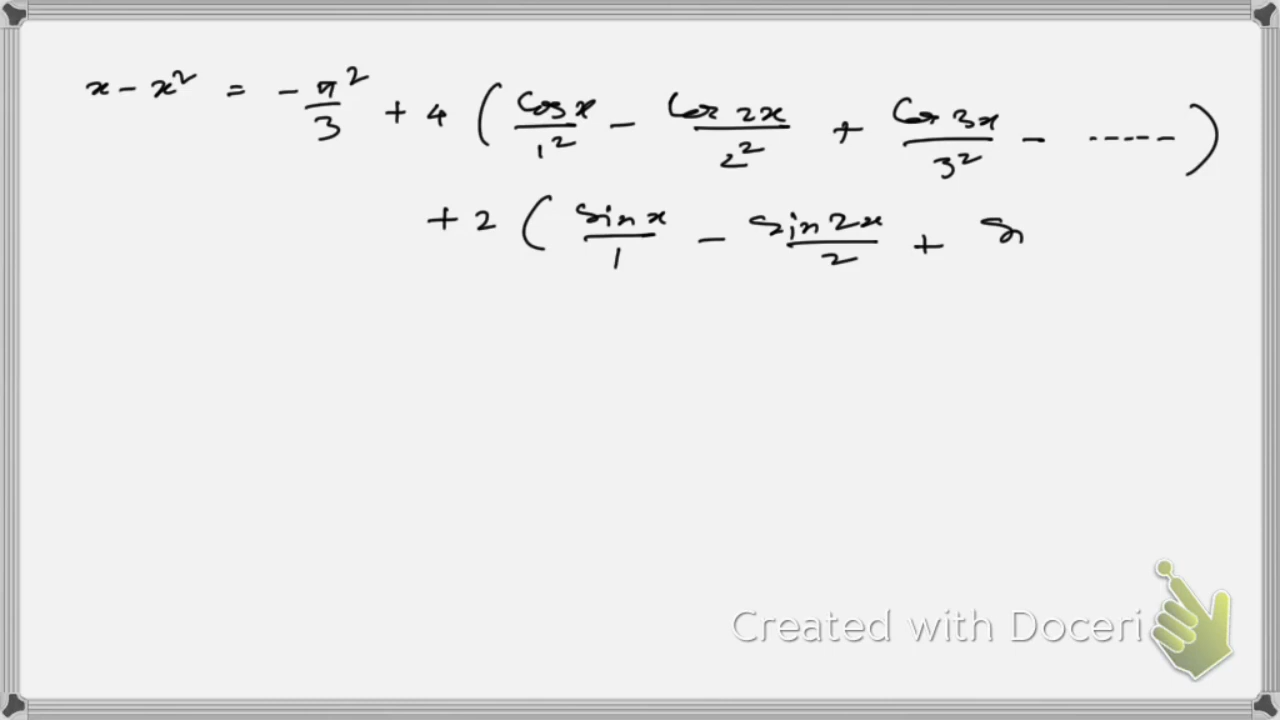 x - x² = - π²/3 + 4 ( cos x/1² - cos 2x/2² + cos 3x/3² - ----- )
+ 2 ( sin x/1 - sin 2x/2 + s
Created with Doceri